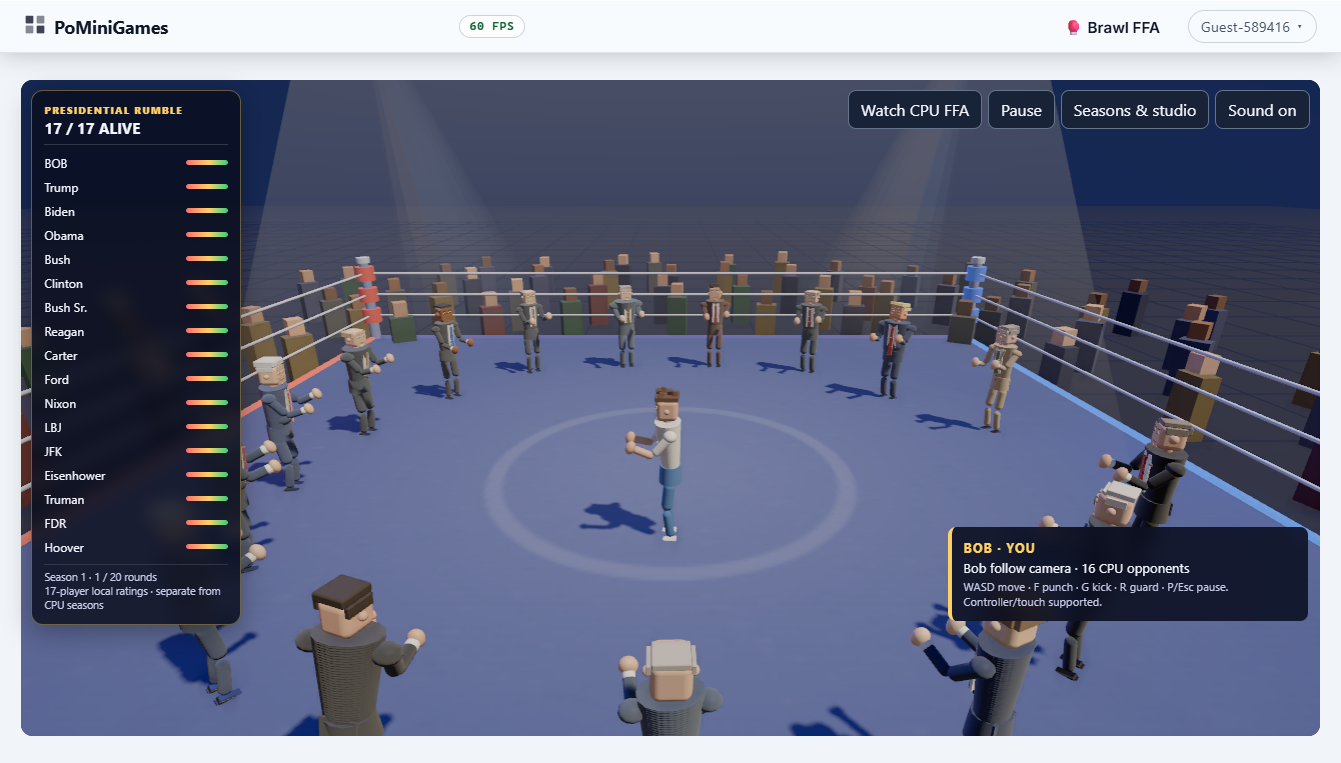 PoMiniGames
60 FPS
Brawl FFA
Guest-589416
PRESIDENTIAL RUMBLE
17 / 17 ALIVE
BOB
Trump
Biden
Obama
Bush
Clinton
Bush Sr.
Reagan
Carter
Ford
Nixon
LBJ
JFK
Eisenhower
Truman
FDR
Hoover
Season 1 · 1 / 20 rounds
17-player local ratings · separate from
CPU seasons
Watch CPU FFA
Pause
Seasons & studio
Sound on
BOB · YOU
Bob follow camera · 16 CPU opponents
WASD move · F punch · G kick · R guard · P/Esc pause.
Controller/touch supported.